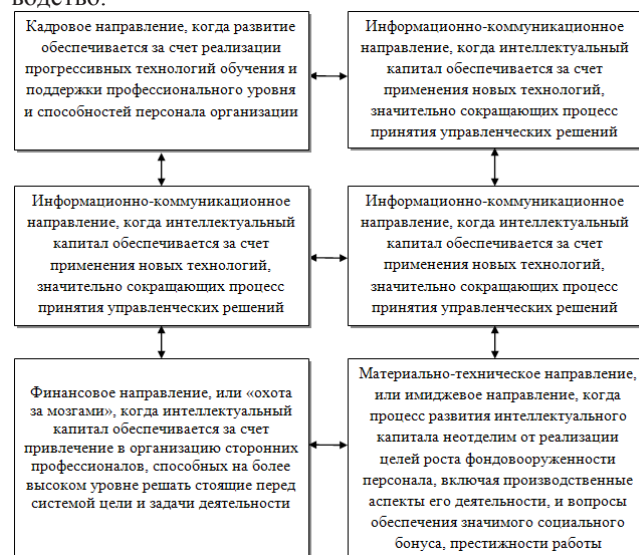 водство.
Кадровое направление, когда развитие
обеспечивается за счет реализации
прогрессивных технологий обучения и
поддержки профессионального уровня
и способностей персонала организации
Информационно-коммуникационное
направление, когда интеллектуальный
капитал обеспечивается за счет
применения новых технологий,
значительно сокращающих процесс
принятия управленческих решений
Информационно-коммуникационное
направление, когда интеллектуальный
капитал обеспечивается за счет
применения новых технологий,
значительно сокращающих процесс
принятия управленческих решений
Информационно-коммуникационное
направление, когда интеллектуальный
капитал обеспечивается за счет
применения новых технологий,
значительно сокращающих процесс
принятия управленческих решений
Финансовое направление, или «охота
за мозгами», когда интеллектуальный
капитал обеспечивается за счет
привлечение в организацию сторонних
профессионалов, способных на более
высоком уровне решать стоящие перед
системой цели и задачи деятельности
Материально-техническое направление,
или имиджевое направление, когда
процесс развития интеллектуального
капитала неотделим от реализации
целей роста фондовооруженности
персонала, включая производственные
аспекты его деятельности, и вопросы
обеспечения значимого социального
бонуса, престижности работы